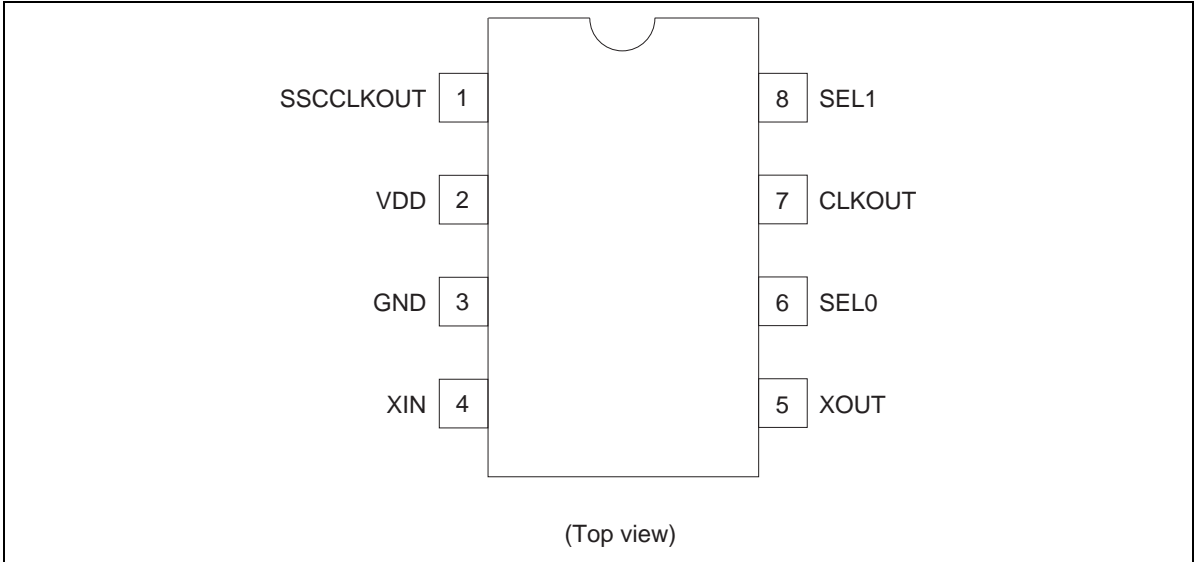 SSCCLKOUT 1 8 SEL1
VDD 2 7 CLKOUT
GND 3 6 SEL0
XIN 4 5 XOUT
(Top view)